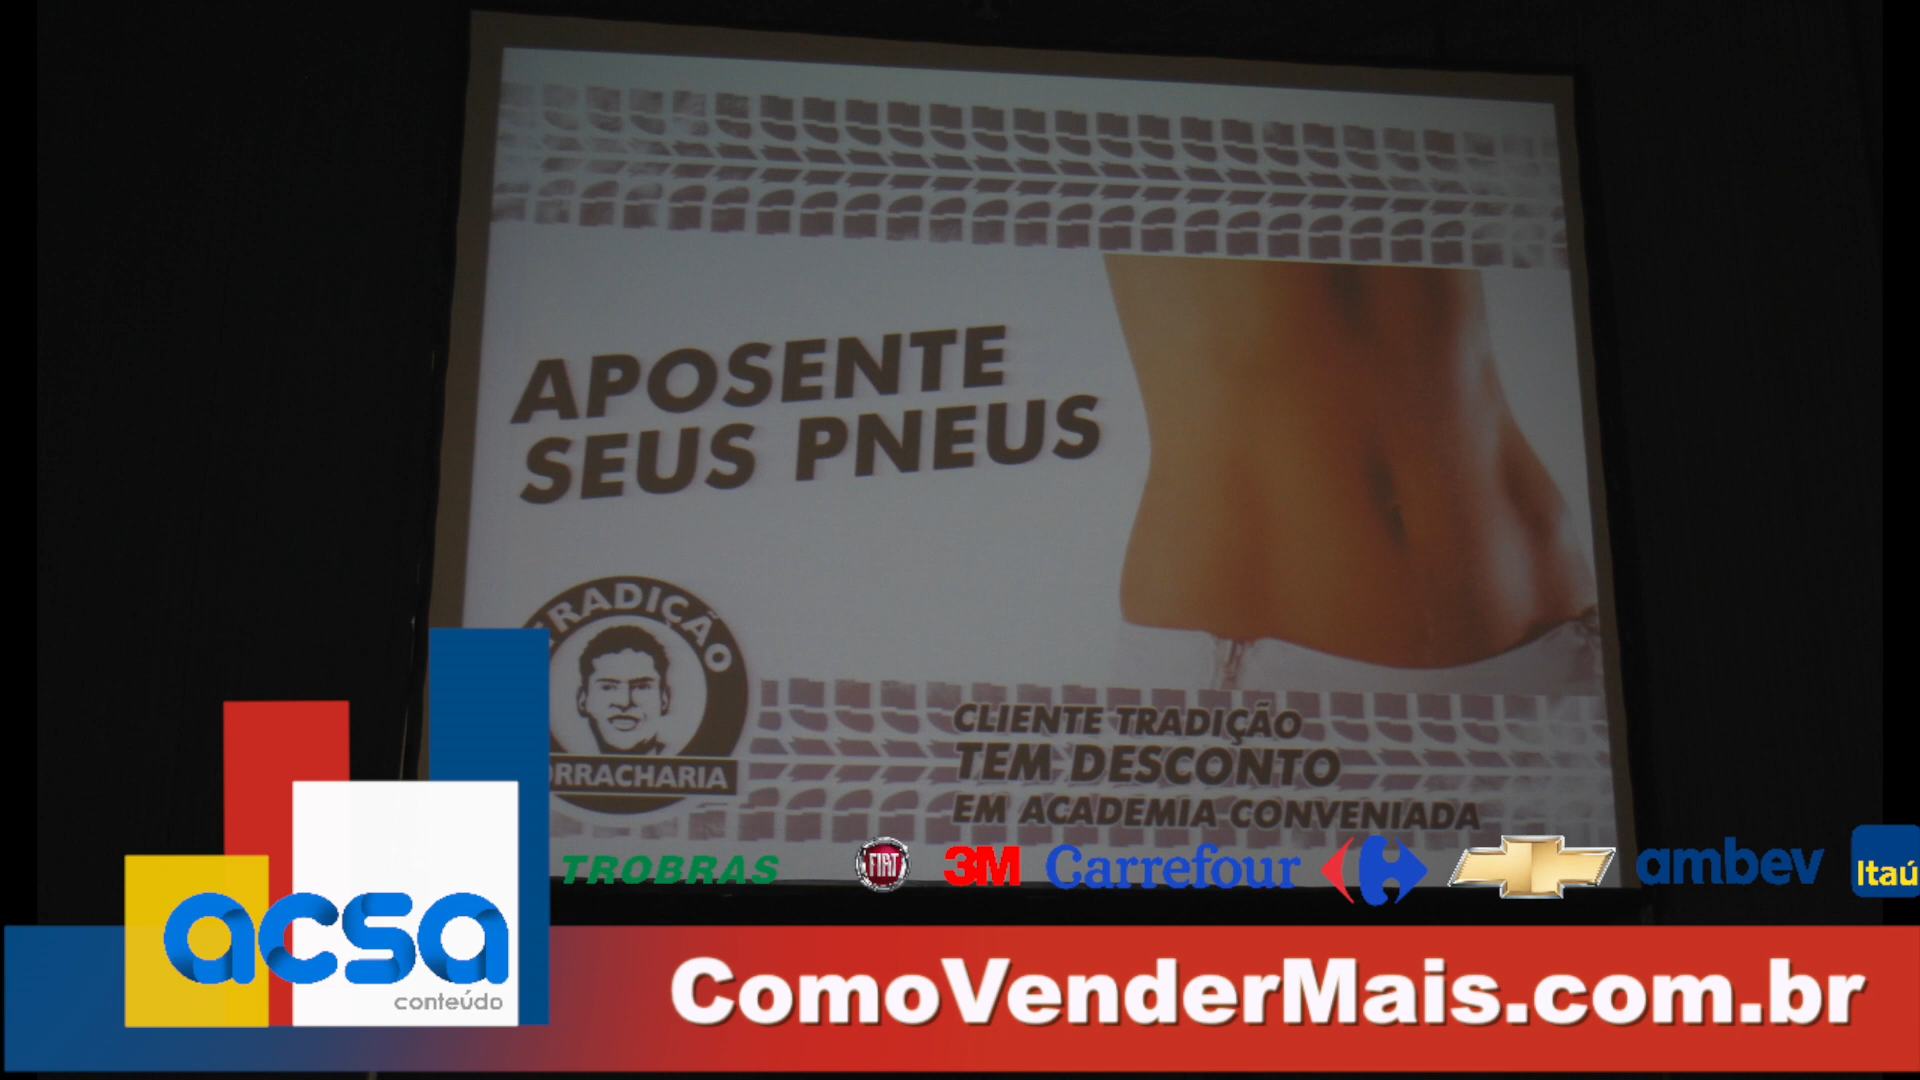 APOSENTE
SEUS PNEUS
TRADIÇÃO
ORRACHARIA
CLIENTE TRADIÇÃO
TEM DESCONTO
EM ACADEMIA CONVENIADA
TROBRAS
FIAT
3M
Carrefour
ambev
Itaú
acsa
conteúdo
ComoVenderMais.com.br